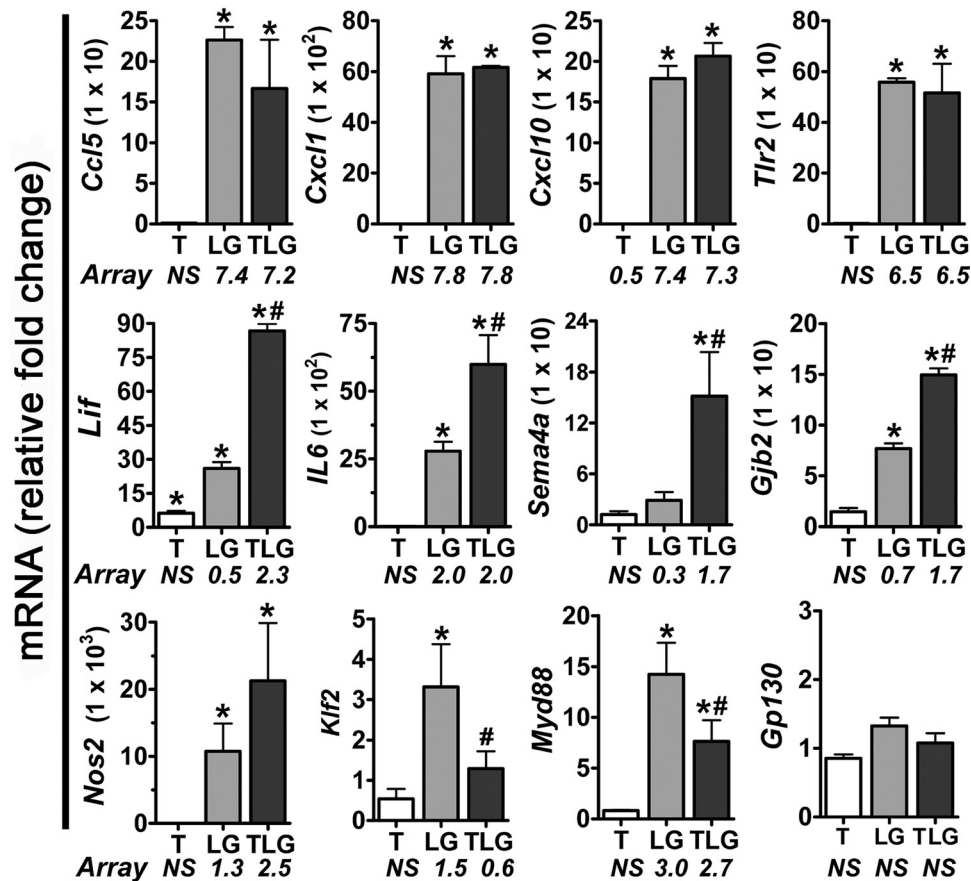 mRNA (relative fold change)
Ccl5 (1 x 10)
25
20
15
10
5
0
* *
T LG TLG
Array NS 7.4 7.2
Cxcl1 (1 x 10²)
80
60
40
20
0
* *
T LG TLG
NS 7.8 7.8
Cxcl10 (1 x 10)
25
20
15
10
5
0
* *
T LG TLG
0.5 7.4 7.3
Tlr2 (1 x 10)
80
60
40
20
0
* *
T LG TLG
NS 6.5 6.5
Lif
90
75
60
45
30
15
0
* * *#
T LG TLG
Array NS 0.5 2.3
IL6 (1 x 10²)
75
50
25
0
* *#
T LG TLG
NS 2.0 2.0
Sema4a (1 x 10)
24
18
12
6
0
*#
T LG TLG
NS 0.3 1.7
Gjb2 (1 x 10)
20
15
10
5
0
* *#
T LG TLG
NS 0.7 1.7
Nos2 (1 x 10³)
30
20
10
0
* *
T LG TLG
Array NS 1.3 2.5
Klf2
5
4
3
2
1
0
* #
T LG TLG
NS 1.5 0.6
Myd88
20
15
10
5
0
* *#
T LG TLG
NS 3.0 2.7
Gp130
3
2
1
0
T LG TLG
NS NS NS